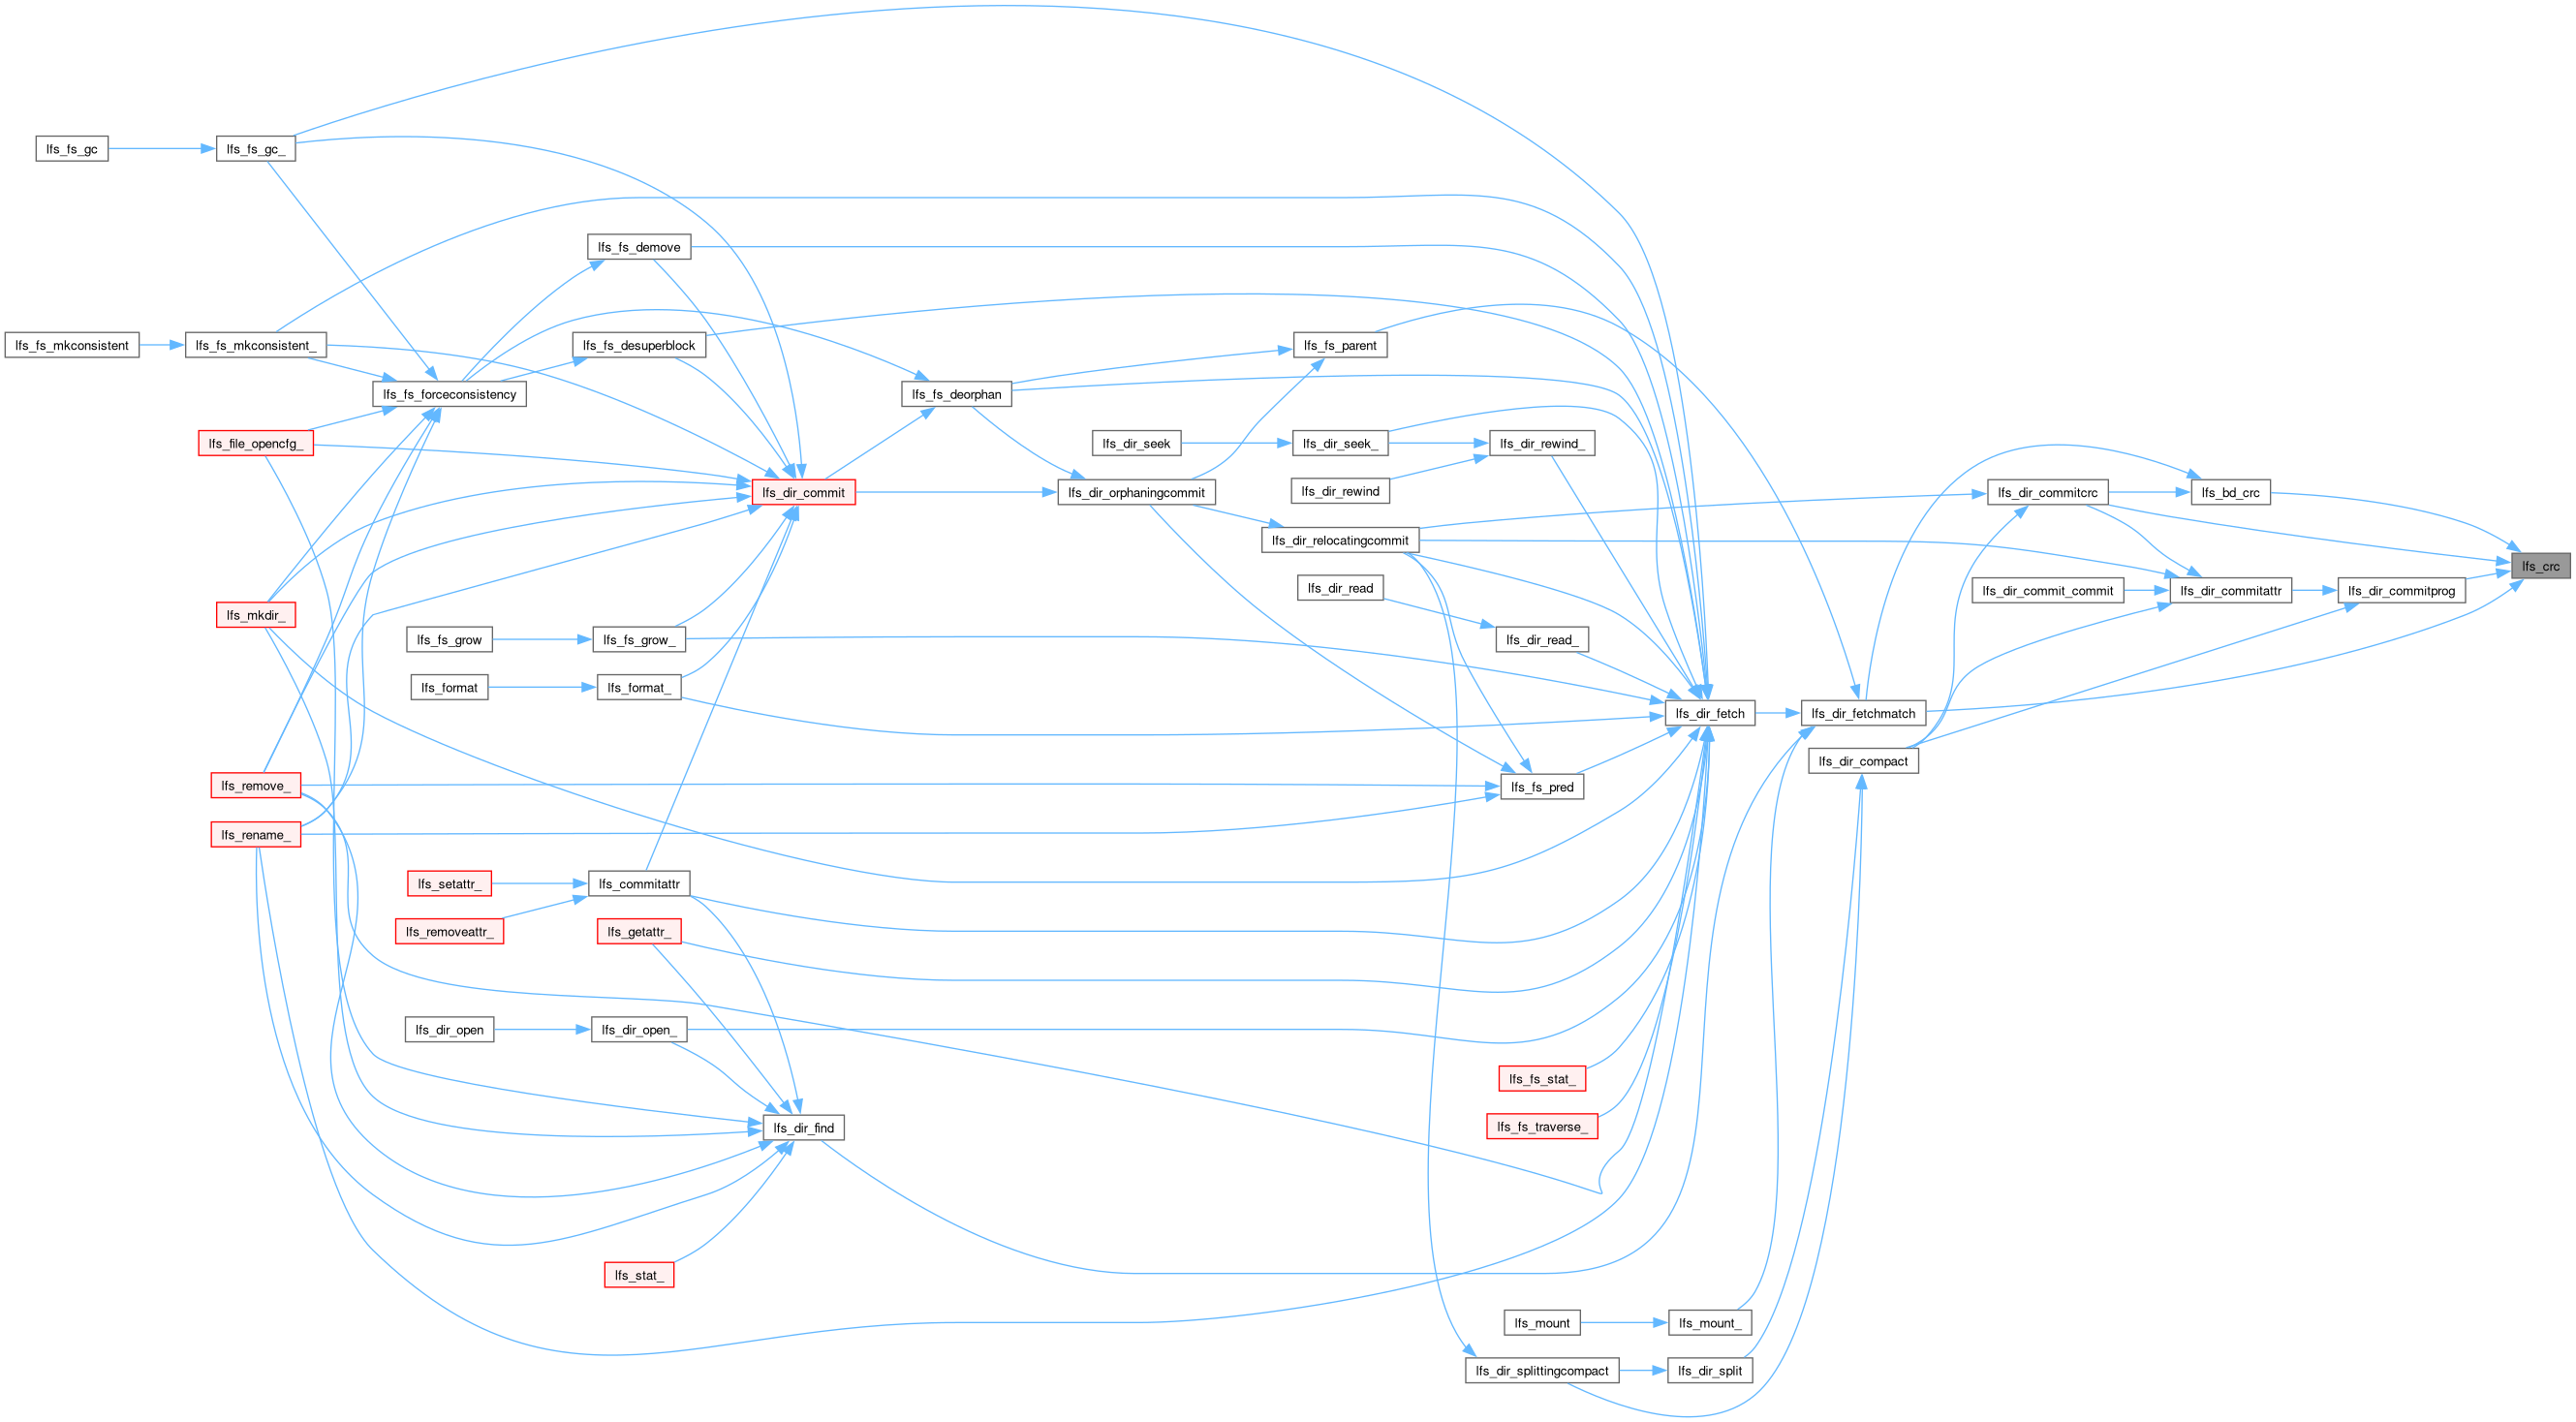 lfs_fs_gc
lfs_fs_gc_
lfs_fs_demove
lfs_fs_mkconsistent
lfs_fs_mkconsistent_
lfs_fs_desuperblock
lfs_fs_parent
lfs_fs_forceconsistency
lfs_fs_deorphan
lfs_file_opencfg_
lfs_dir_seek
lfs_dir_seek_
lfs_dir_rewind_
lfs_dir_commit
lfs_dir_orphaningcommit
lfs_dir_rewind
lfs_dir_commitcrc
lfs_bd_crc
lfs_dir_relocatingcommit
lfs_crc
lfs_dir_read
lfs_dir_commit_commit
lfs_dir_commitattr
lfs_dir_commitprog
lfs_mkdir_
lfs_fs_grow
lfs_fs_grow_
lfs_dir_read_
lfs_format
lfs_format_
lfs_dir_fetch
lfs_dir_fetchmatch
lfs_dir_compact
lfs_remove_
lfs_fs_pred
lfs_rename_
lfs_setattr_
lfs_commitattr
lfs_removeattr_
lfs_getattr_
lfs_dir_open
lfs_dir_open_
lfs_fs_stat_
lfs_dir_find
lfs_fs_traverse_
lfs_stat_
lfs_mount
lfs_mount_
lfs_dir_splittingcompact
lfs_dir_split